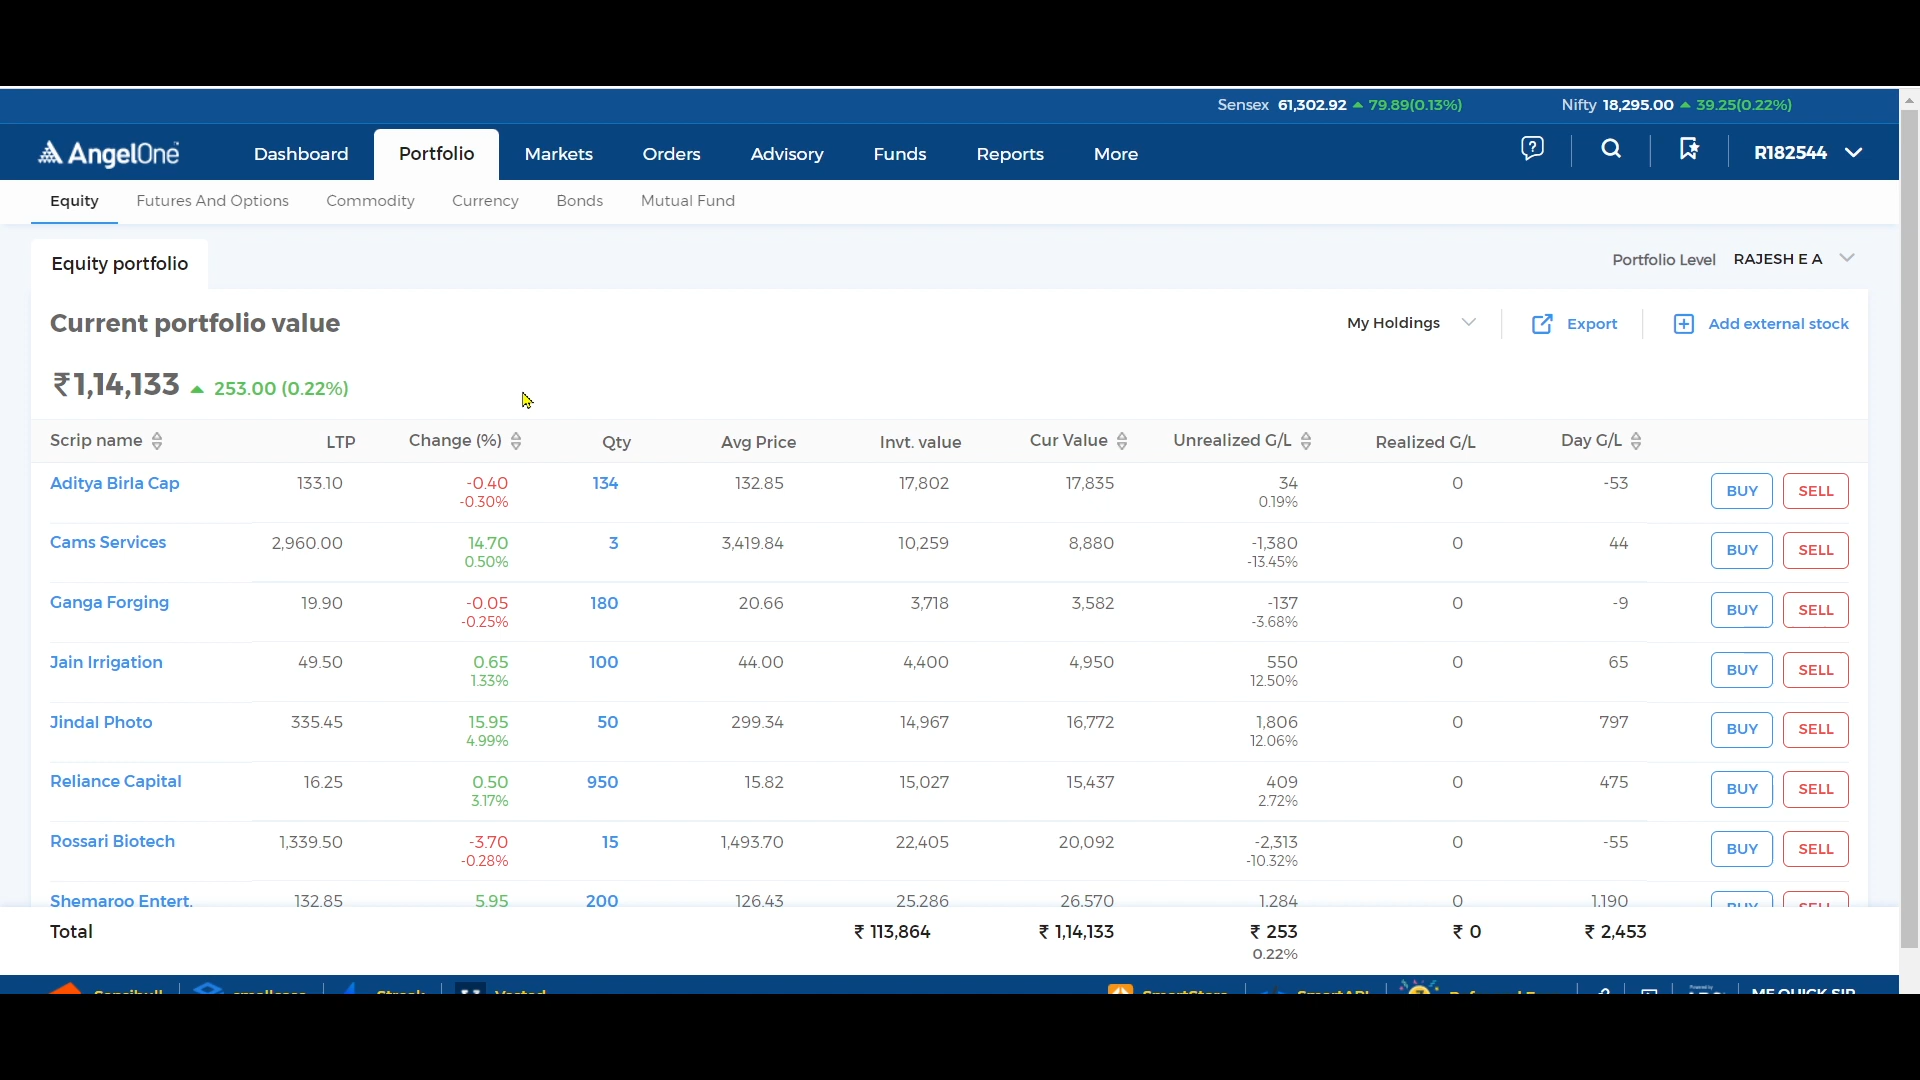 Sensex 61,302.92 79.89(0.13%) Nifty 18,295.00 39.25(0.22%)
AngelOne Dashboard Portfolio Markets Orders Advisory Funds Reports More R182544
Equity Futures And Options Commodity Currency Bonds Mutual Fund
Equity portfolio Portfolio Level RAJESH E A
Current portfolio value My Holdings Export Add external stock
₹1,14,133 253.00 (0.22%)
Scrip name LTP Change (%) Qty Avg Price Invt. value Cur Value Unrealized G/L Realized G/L Day G/L
Aditya Birla Cap 133.10 -0.40 134 132.85 17,802 17,835 34 0 -53 BUY SELL
-0.30% 0.19%
Cams Services 2,960.00 14.70 3 3,419.84 10,259 8,880 -1,380 0 44 BUY SELL
0.50% -13.45%
Ganga Forging 19.90 -0.05 180 20.66 3,718 3,582 -137 0 -9 BUY SELL
-0.25% -3.68%
Jain Irrigation 49.50 0.65 100 44.00 4,400 4,950 550 0 65 BUY SELL
1.33% 12.50%
Jindal Photo 335.45 15.95 50 299.34 14,967 16,772 1,806 0 797 BUY SELL
4.99% 12.06%
Reliance Capital 16.25 0.50 950 15.82 15,027 15,437 409 0 475 BUY SELL
3.17% 2.72%
Rossari Biotech 1,339.50 -3.70 15 1,493.70 22,405 20,092 -2,313 0 -55 BUY SELL
-0.28% -10.32%
Shemaroo Entert. 132.85 5.95 200 126.43 25,286 26,570 1,284 0 1,190 BUY SELL
Total ₹ 113,864 ₹ 1,14,133 ₹ 253 ₹ 0 ₹ 2,453
0.22%